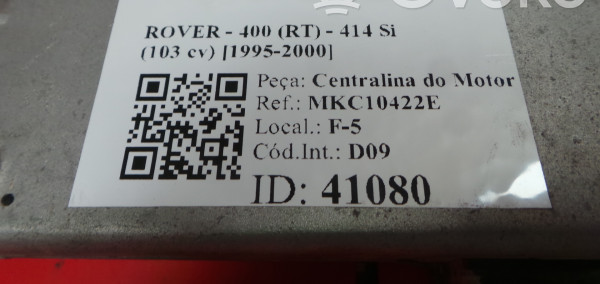 ROVER - 400 (RT) - 414 Si
(103 cv) [1995-2000]
Peça: Centralina do Motor
Ref.: MKC10422E
Local.: F-5
Cód.Int.: D09
ID: 41080